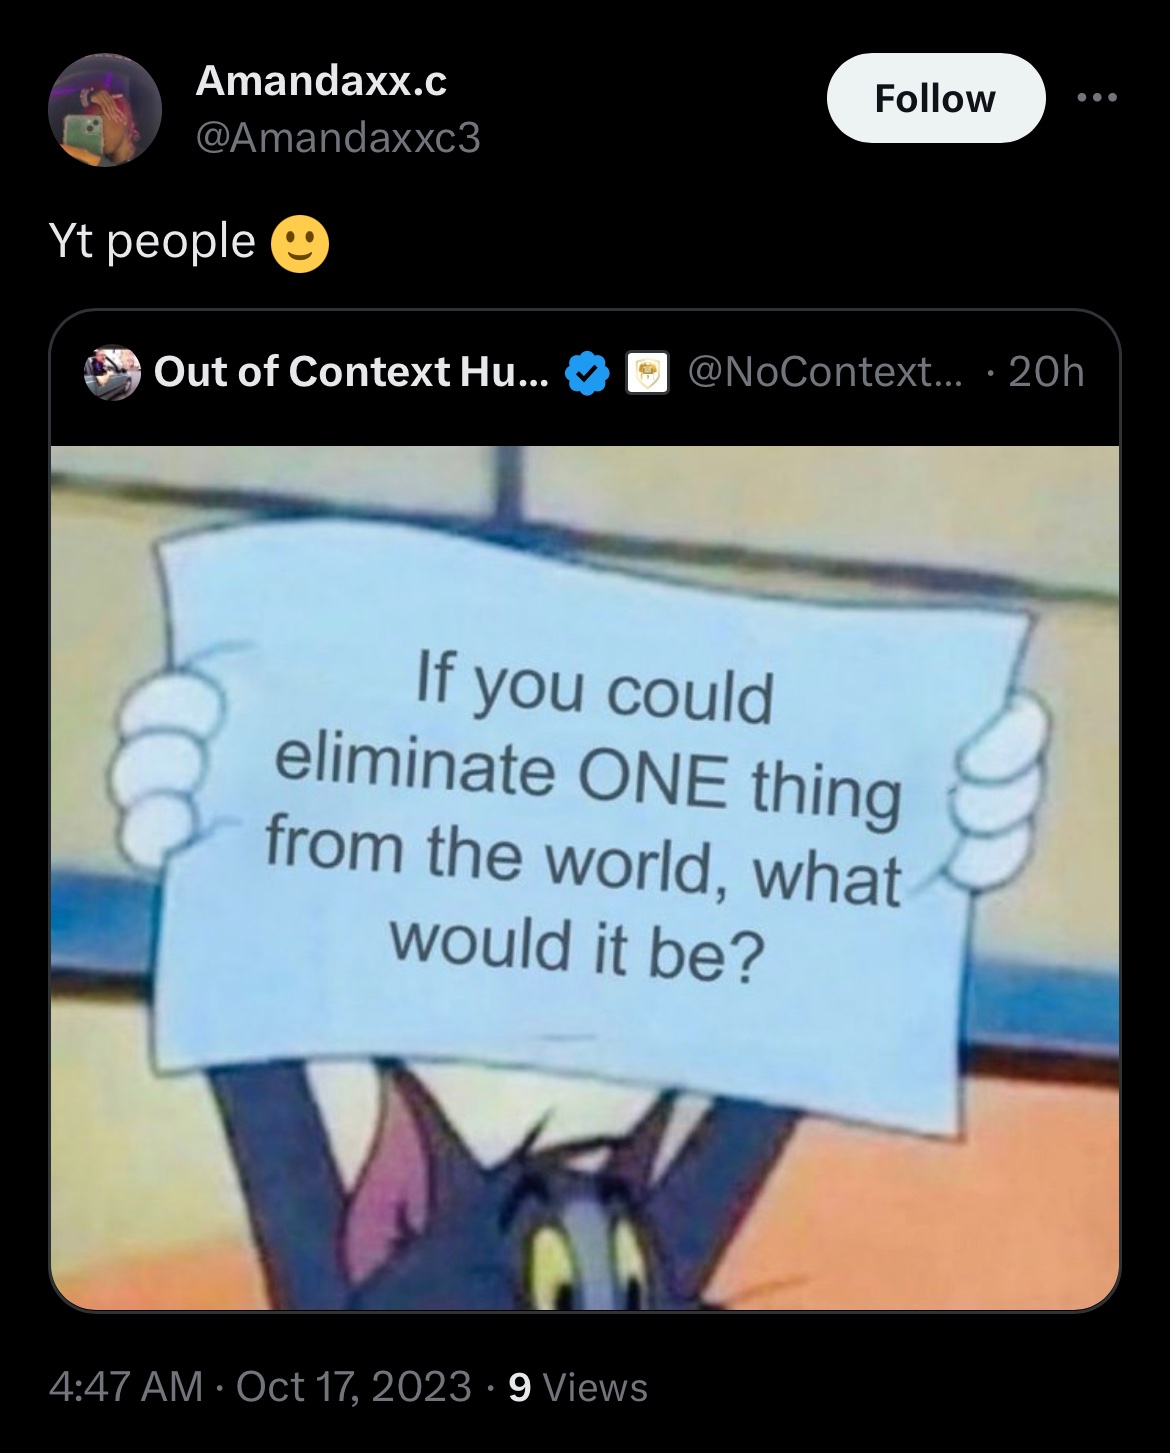 Amandaxx.c
@Amandaxxc3
Follow
Yt people 🙂
Out of Context Hu... @NoContext... · 20h
If you could
eliminate ONE thing
from the world, what
would it be?
4:47 AM · Oct 17, 2023 · 9 Views